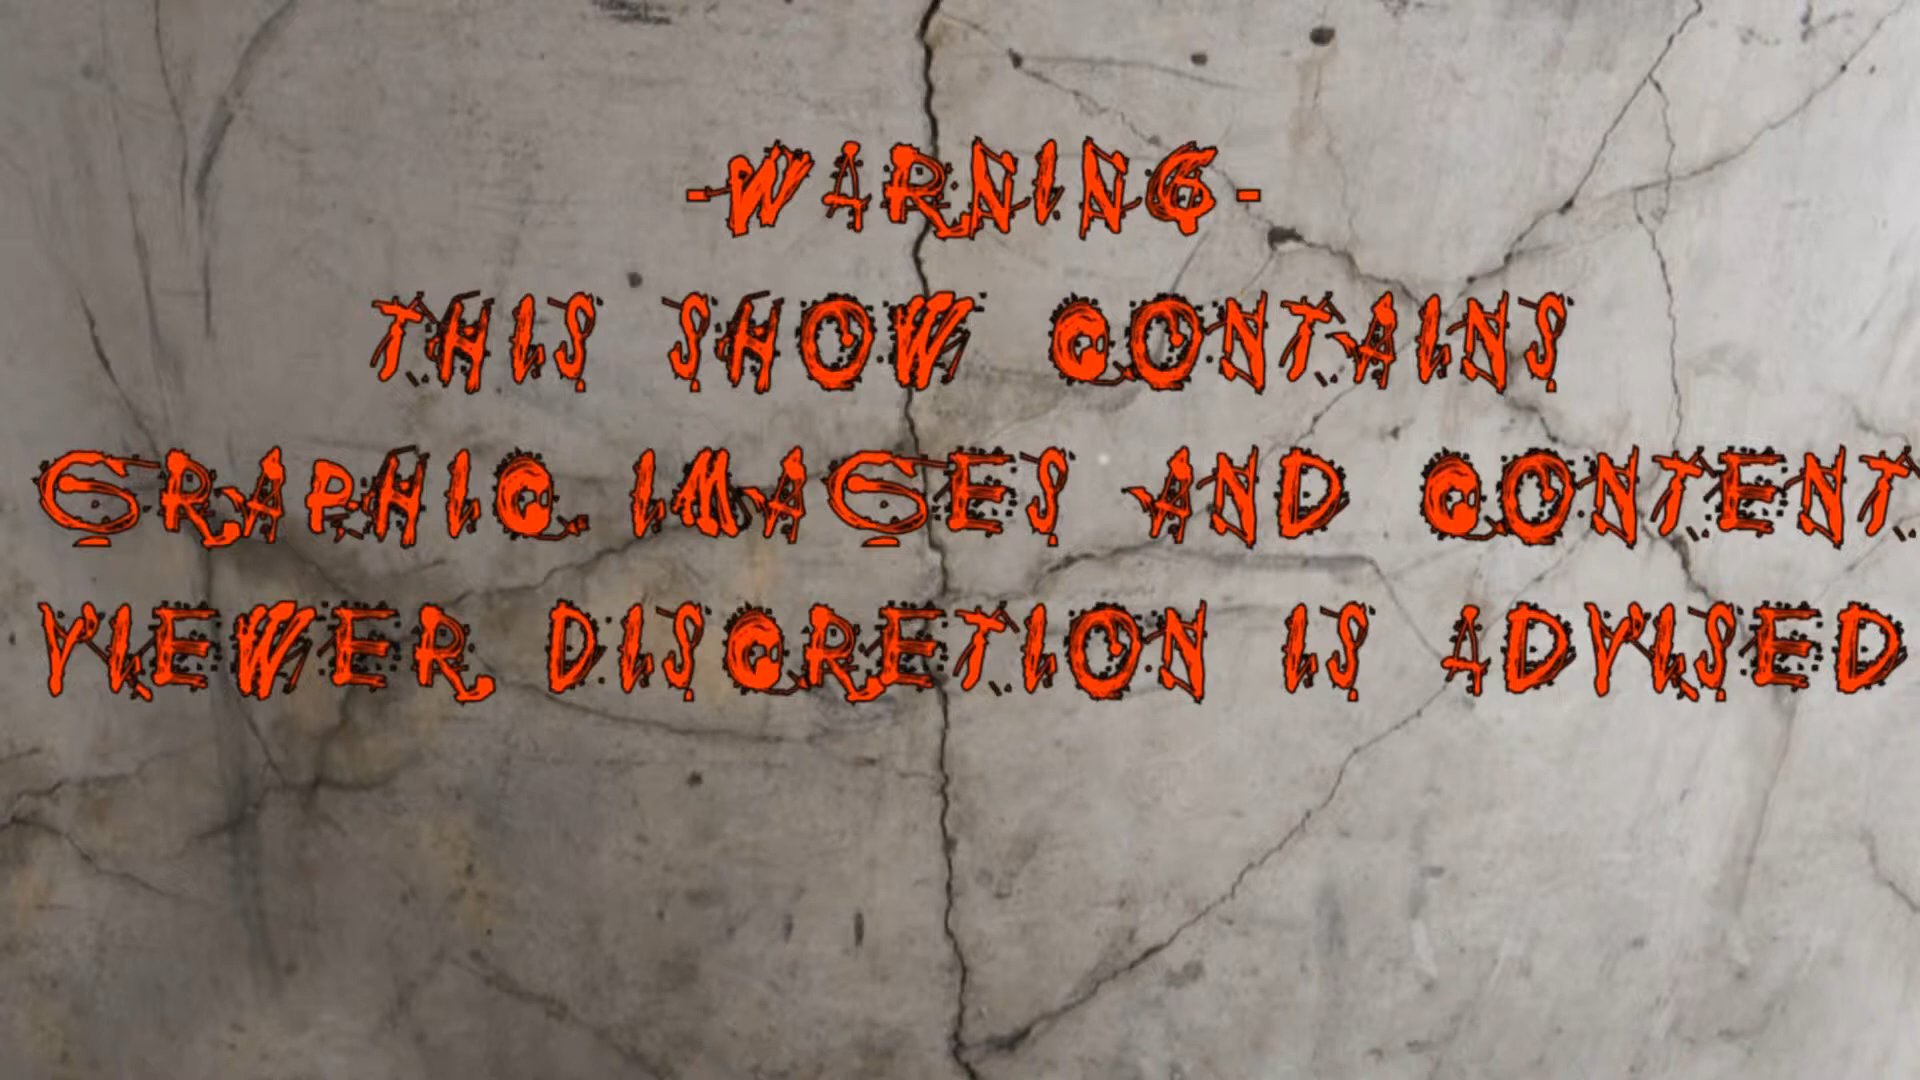 -WARNING-
THIS SHOW CONTAINS
GRAPHIC IMAGES AND CONTENT
VIEWER DISCRETION IS ADVISED